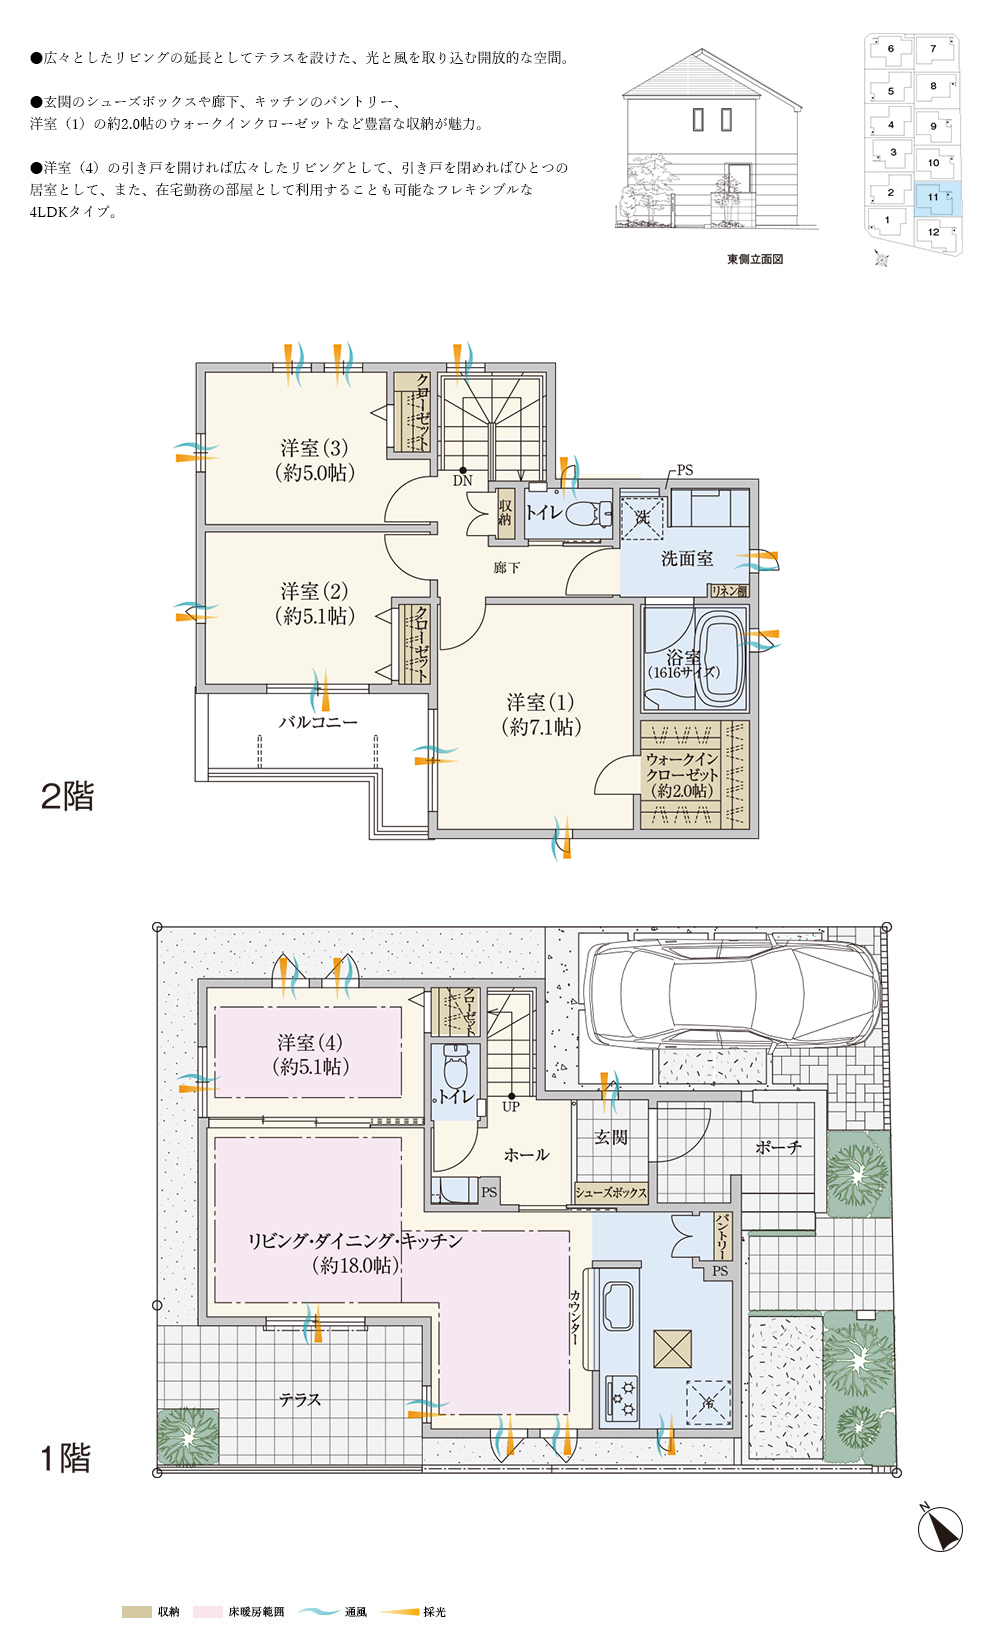 ●広々としたリビングの延長としてテラスを設けた、光と風を取り込む開放的な空間。
●玄関のシューズボックスや廊下、キッチンのパントリー、
洋室（1）の約2.0帖のウォークインクローゼットなど豊富な収納が魅力。
●洋室（4）の引き戸を開ければ広々したリビングとして、引き戸を閉めればひとつの
居室として、また、在宅勤務の部屋として利用することも可能なフレキシブルな
4LDKタイプ。
東側立面図
6
7
5
8
4
9
3
10
2
11
1
12
洋室（3）
（約5.0帖）
クローゼット
DN
収納
トイレ
PS
洗
洗面室
リネン棚
廊下
洋室（2）
（約5.1帖）
クローゼット
浴室
（1616サイズ）
洋室（1）
（約7.1帖）
バルコニー
ウォークイン
クローゼット
（約2.0帖）
2階
洋室（4）
（約5.1帖）
クローゼット
トイレ
UP
ホール
玄関
ポーチ
PS
シューズボックス
リビング・ダイニング・キッチン
（約18.0帖）
パントリー
PS
カウンター
冷
テラス
1階
N
収納
床暖房範囲
通風
採光